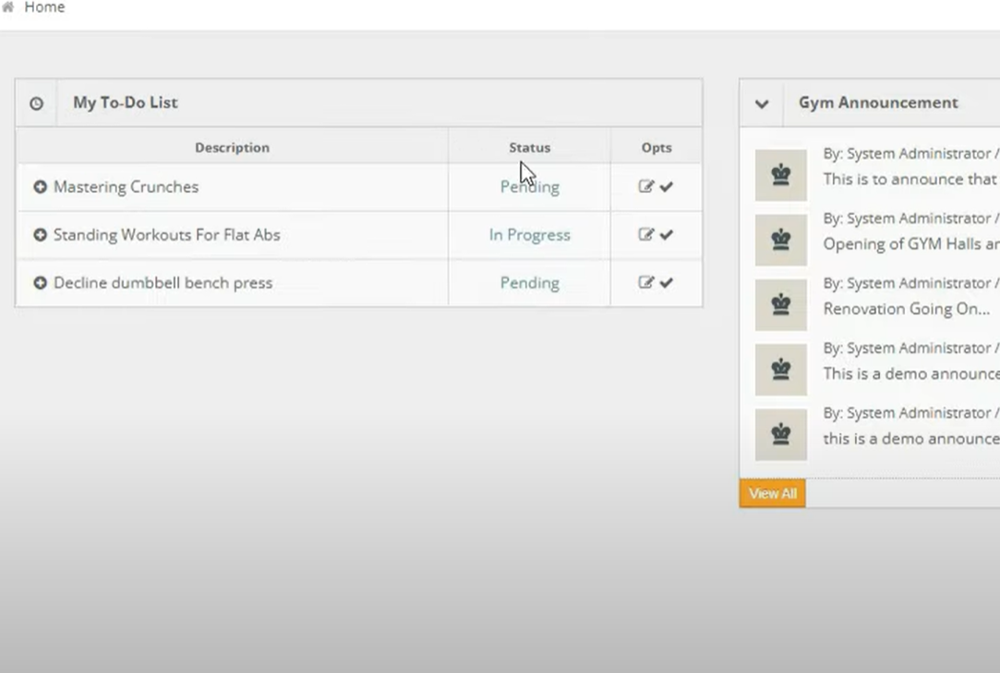 Home
My To-Do List
Description Status Opts
Mastering Crunches Pending
Standing Workouts For Flat Abs In Progress
Decline dumbbell bench press Pending
Gym Announcement
By: System Administrator /
This is to announce that
By: System Administrator /
Opening of GYM Halls
By: System Administrator /
Renovation Going On...
By: System Administrator /
This is a demo
By: System Administrator /
this is a demo
View All